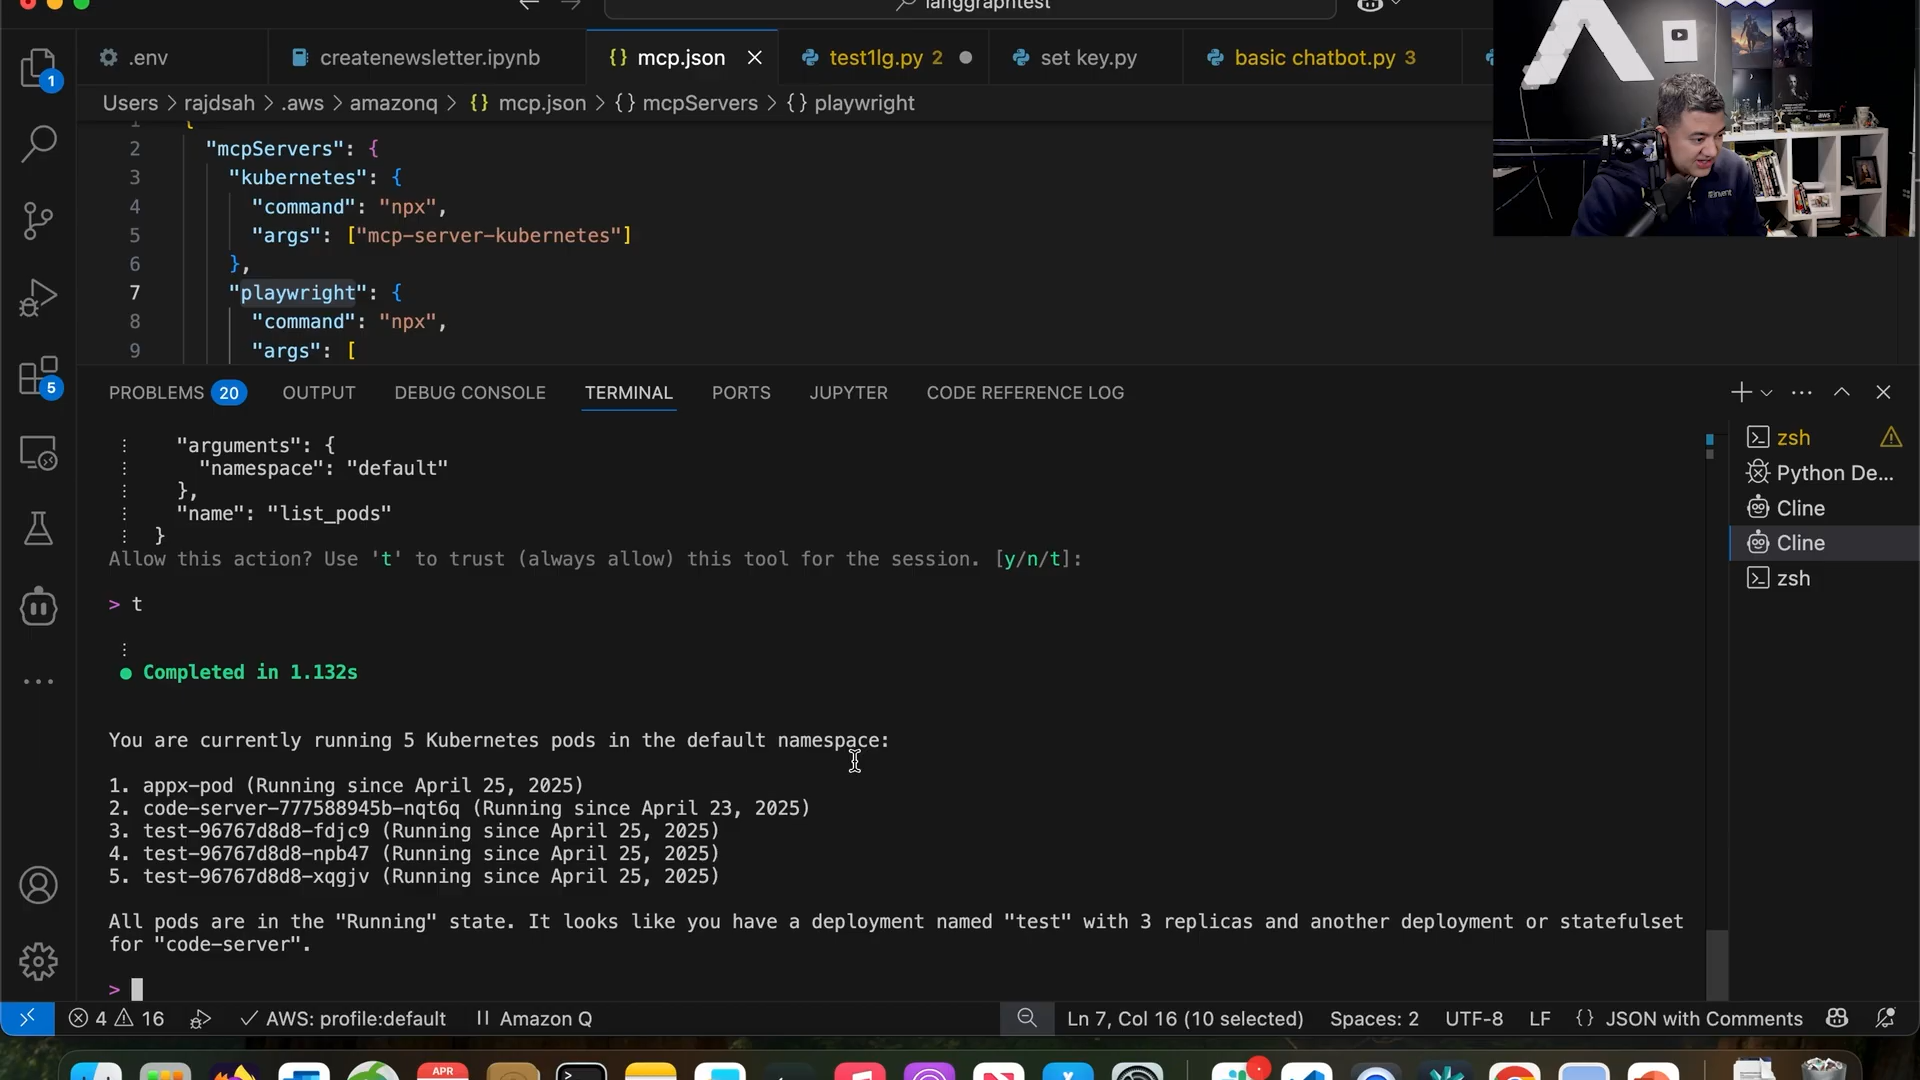 langgraphtest
.env
createnewsletter.ipynb
{} mcp.json
test1lg.py 2
set key.py
basic chatbot.py 3
1
Users > rajdsah > .aws > amazonq > {} mcp.json > {} mcpServers > {} playwright
1 {
2 "mcpServers": {
3 "kubernetes": {
4 "command": "npx",
5 "args": ["mcp-server-kubernetes"]
6 },
7 "playwright": {
8 "command": "npx",
9 "args": [
5
PROBLEMS 20 OUTPUT DEBUG CONSOLE TERMINAL PORTS JUPYTER CODE REFERENCE LOG
"arguments": {
"namespace": "default"
},
"name": "list_pods"
}
Allow this action? Use 't' to trust (always allow) this tool for the session. [y/n/t]:
> t
Completed in 1.132s
You are currently running 5 Kubernetes pods in the default namespace:
1. appx-pod (Running since April 25, 2025)
2. code-server-777588945b-nqt6q (Running since April 23, 2025)
3. test-96767d8d8-fdjc9 (Running since April 25, 2025)
4. test-96767d8d8-npb47 (Running since April 25, 2025)
5. test-96767d8d8-xqgjv (Running since April 25, 2025)
All pods are in the "Running" state. It looks like you have a deployment named "test" with 3 replicas and another deployment or statefulset
for "code-server".
>
zsh
Python De...
Cline
Cline
zsh
4 16 AWS: profile:default Amazon Q Ln 7, Col 16 (10 selected) Spaces: 2 UTF-8 LF {} JSON with Comments
APR